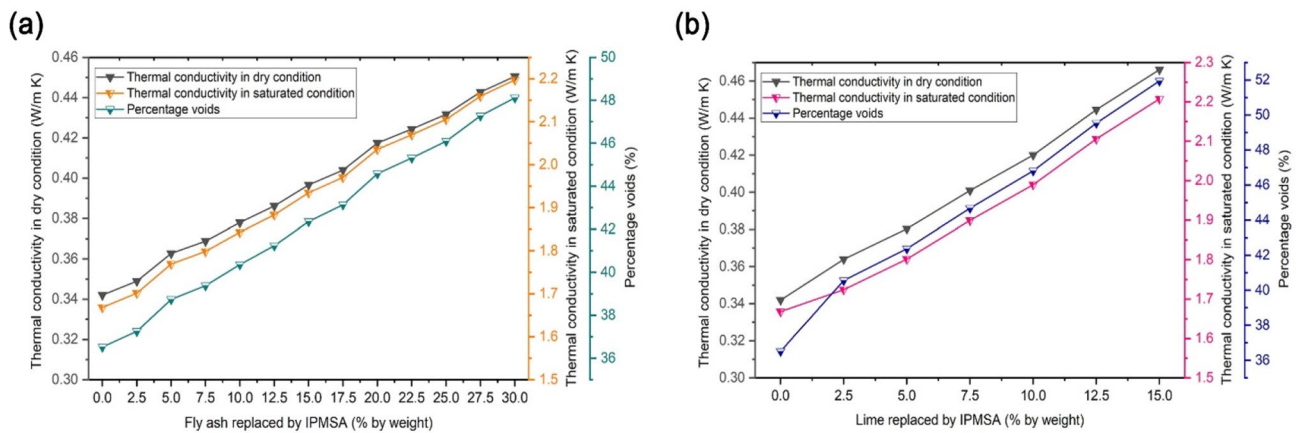 (a)
Thermal conductivity in dry condition (W/m K)
0.46
0.44
0.42
0.40
0.38
0.36
0.34
0.32
0.30
Thermal conductivity in dry condition
Thermal conductivity in saturated condition
Percentage voids
0.0 2.5 5.0 7.5 10.0 12.5 15.0 17.5 20.0 22.5 25.0 27.5 30.0
Fly ash replaced by IPMSA (% by weight)
2.2
2.1
2.0
1.9
1.8
1.7
1.6
1.5
Thermal conductivity in saturated condition (W/m K)
50
48
46
44
42
40
38
36
Percentage voids (%)
(b)
Thermal conductivity in dry condition (W/m K)
0.46
0.44
0.42
0.40
0.38
0.36
0.34
0.32
0.30
Thermal conductivity in dry condition
Thermal conductivity in saturated condition
Percentage voids
0.0 2.5 5.0 7.5 10.0 12.5 15.0
Lime replaced by IPMSA (% by weight)
2.3
2.2
2.1
2.0
1.9
1.8
1.7
1.6
1.5
Thermal conductivity in saturated condition (W/m K)
52
50
48
46
44
42
40
38
36
Percentage voids (%)